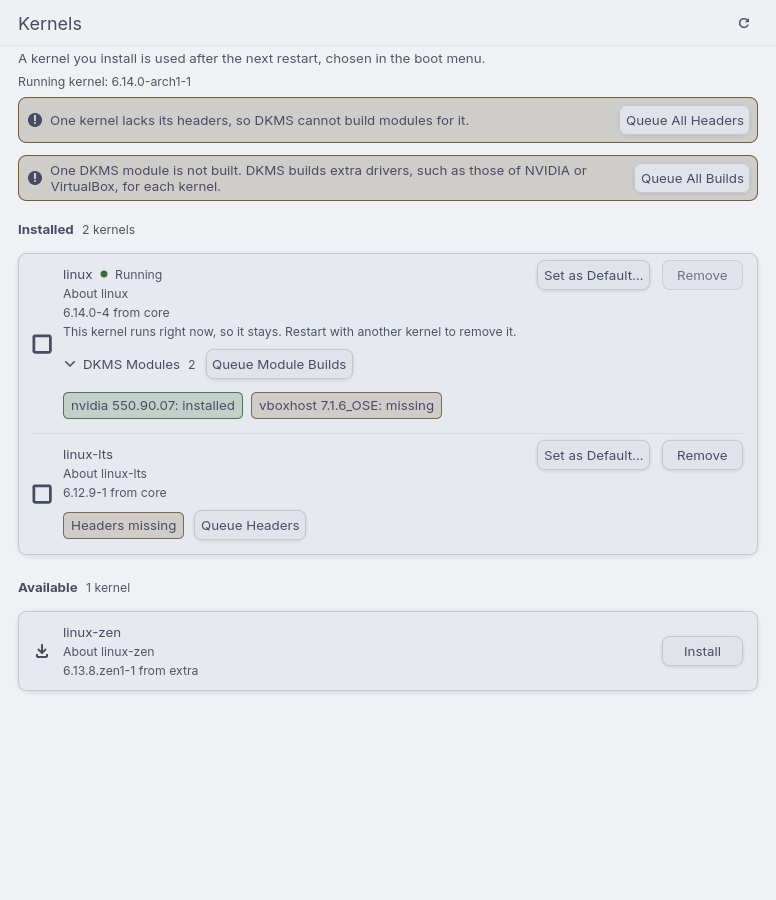 Kernels
A kernel you install is used after the next restart, chosen in the boot menu.
Running kernel: 6.14.0-arch1-1
One kernel lacks its headers, so DKMS cannot build modules for it.
Queue All Headers
One DKMS module is not built. DKMS builds extra drivers, such as those of NVIDIA or
VirtualBox, for each kernel.
Queue All Builds
Installed 2 kernels
linux Running
Set as Default...
Remove
About linux
6.14.0-4 from core
This kernel runs right now, so it stays. Restart with another kernel to remove it.
DKMS Modules 2
Queue Module Builds
nvidia 550.90.07: installed
vboxhost 7.1.6_OSE: missing
linux-lts
Set as Default...
Remove
About linux-lts
6.12.9-1 from core
Headers missing
Queue Headers
Available 1 kernel
linux-zen
About linux-zen
6.13.8.zen1-1 from extra
Install